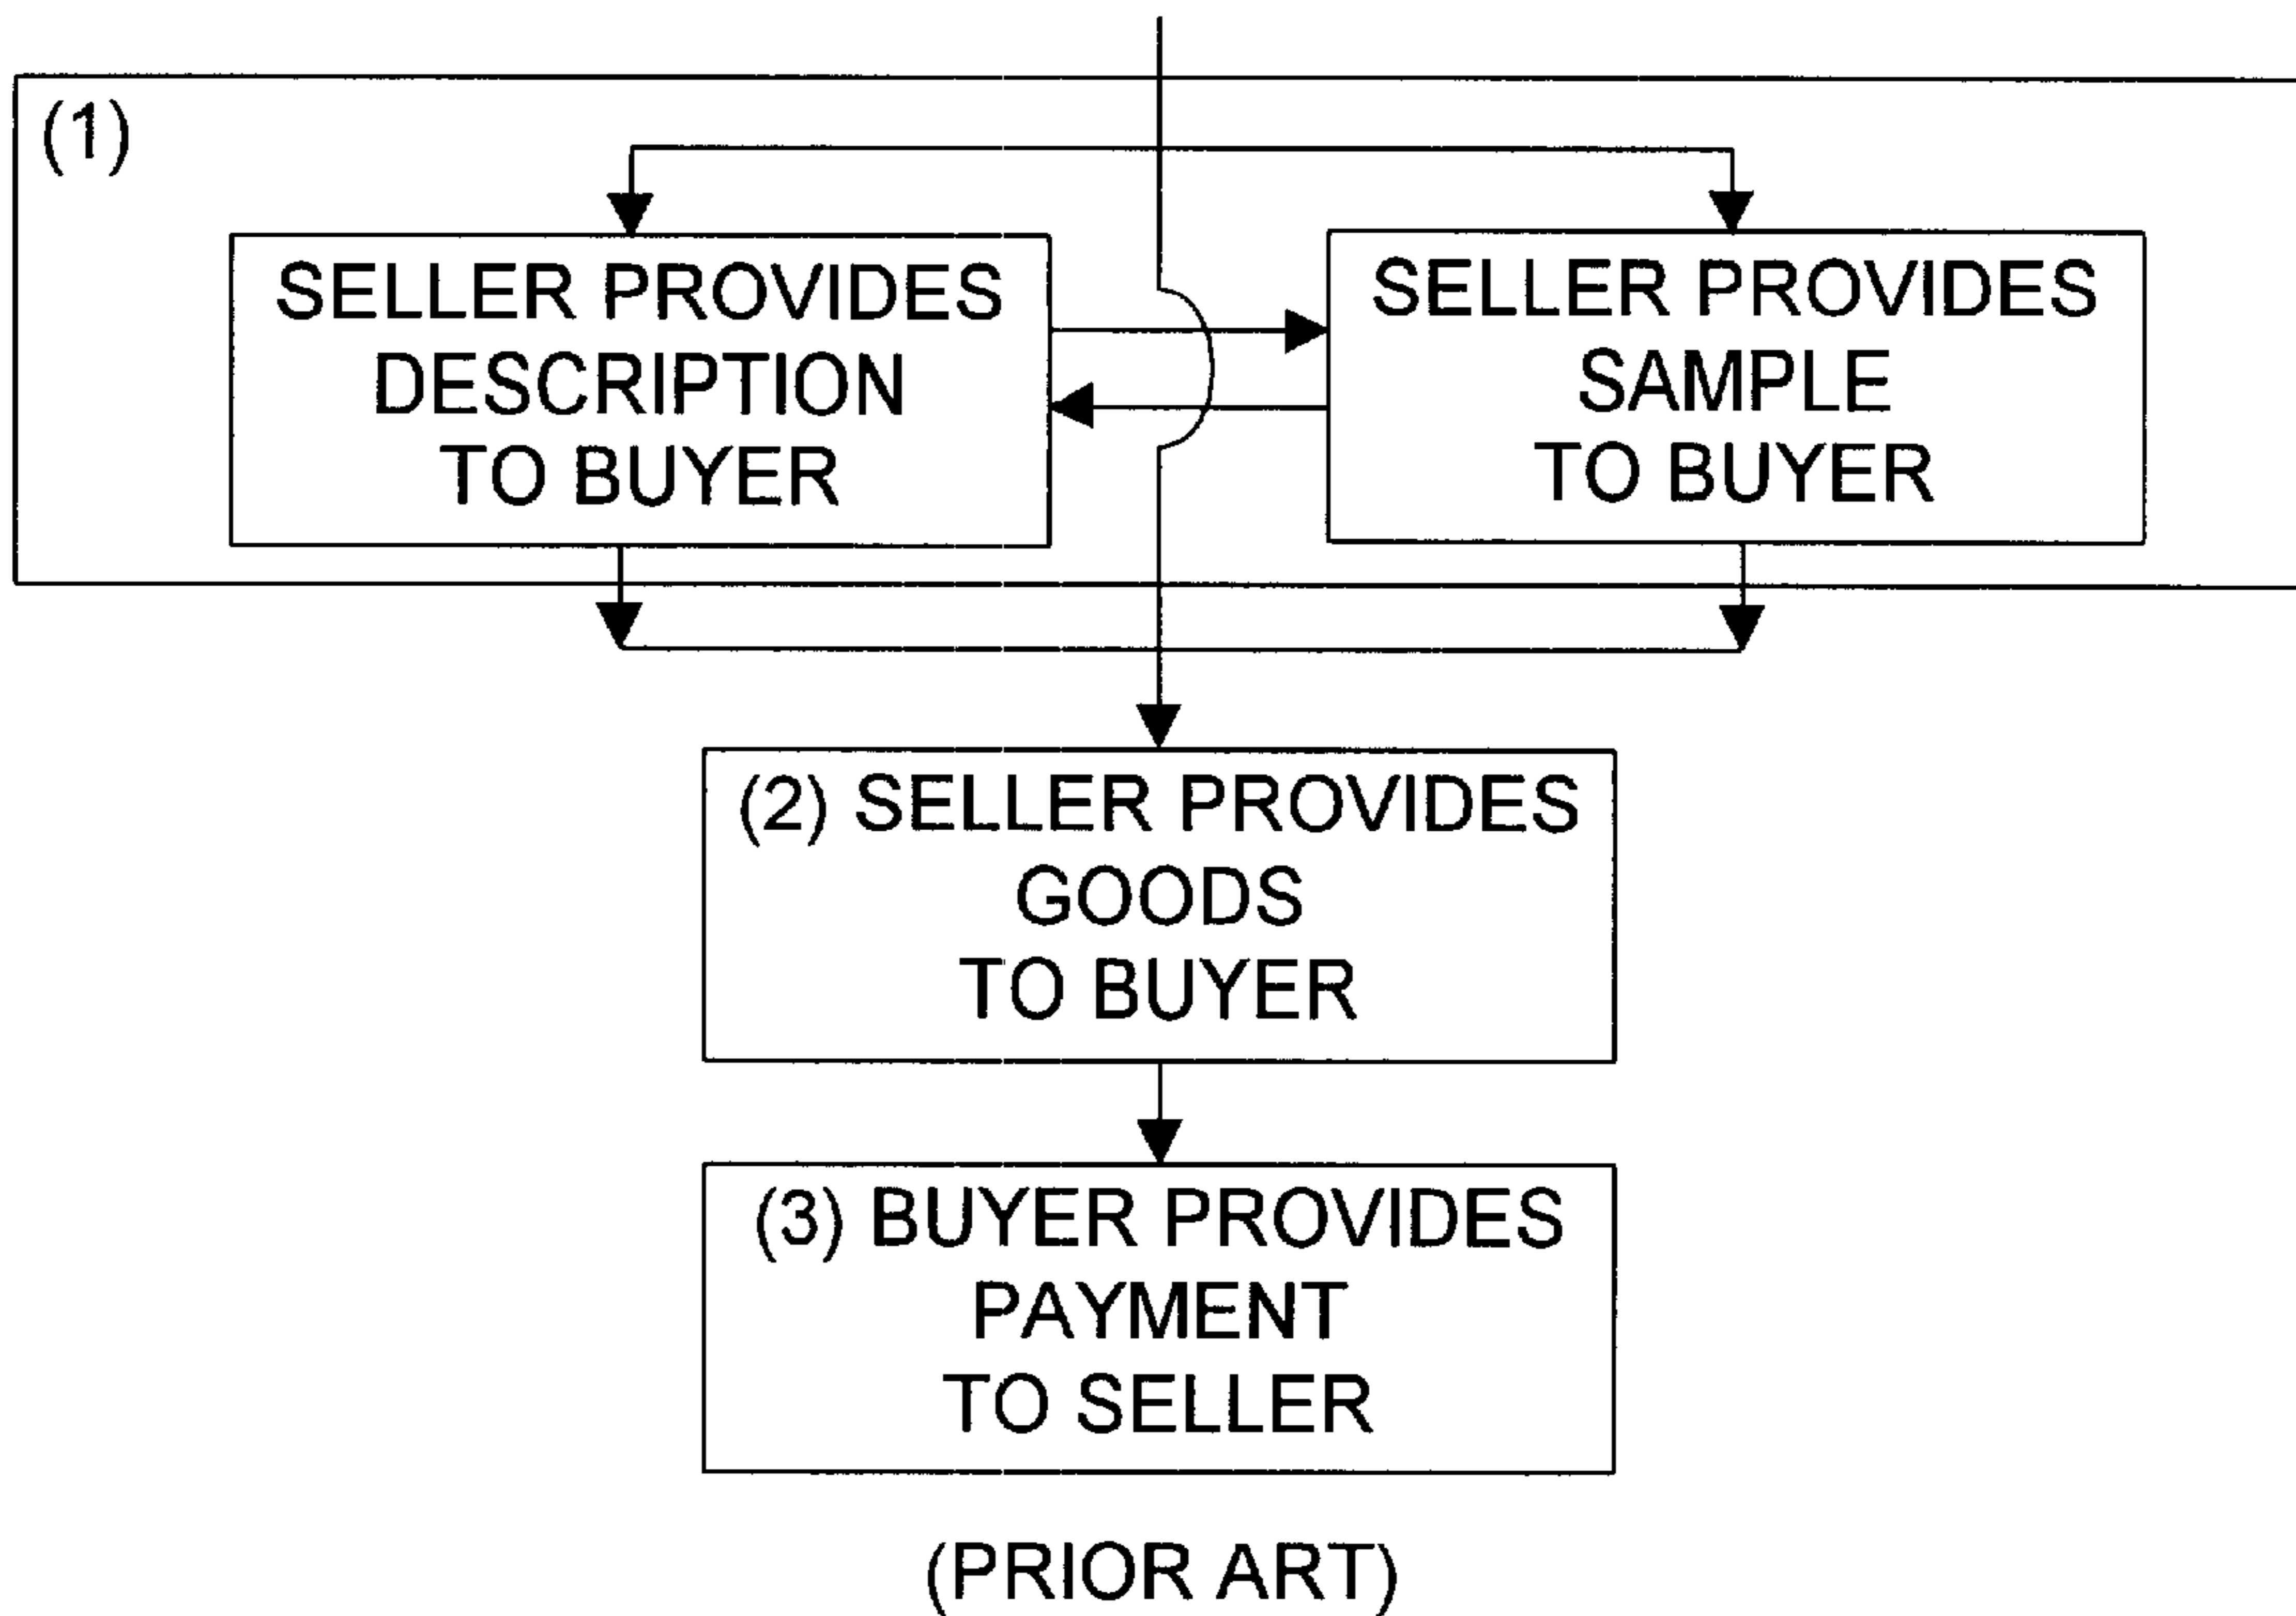 (1)
SELLER PROVIDES
DESCRIPTION
TO BUYER
SELLER PROVIDES
SAMPLE
TO BUYER
(2) SELLER PROVIDES
GOODS
TO BUYER
(3) BUYER PROVIDES
PAYMENT
TO SELLER
(PRIOR ART)